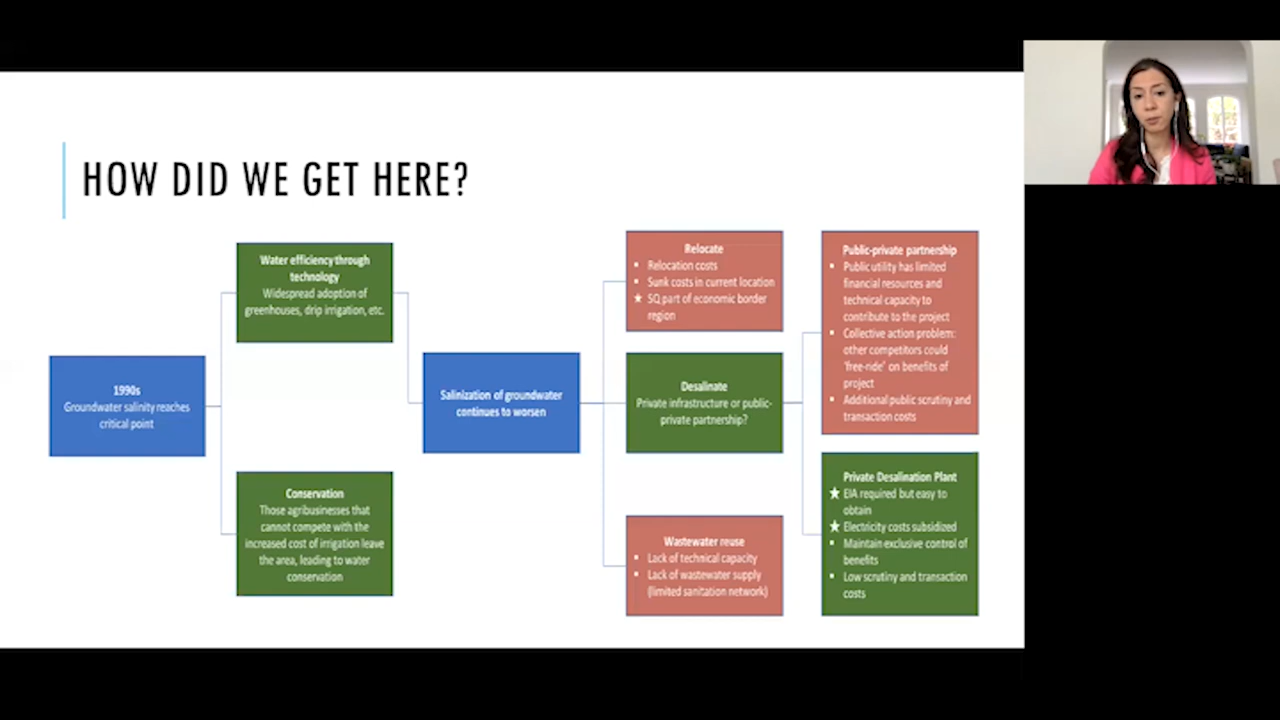 HOW DID WE GET HERE?
1990s
Groundwater salinity reaches
critical point
Water efficiency through
technology
Widespread adoption of
greenhouses, drip irrigation, etc.
Conservation
Those agribusinesses that
cannot compete with the
increased cost of irrigation leave
the area, leading to water
conservation
Salinization of groundwater
continues to worsen
Relocate
Relocation costs
Sunk costs in current location
SQ part of economic border
region
Desalinate
Private infrastructure or public-
private partnership?
Wastewater reuse
Lack of technical capacity
Lack of wastewater supply
(limited sanitation network)
Public-private partnership
Public utility has limited
financial resources and
technical capacity to
contribute to the project
Collective action problem:
other competitors could
'free-ride' on benefits of
project
Additional public scrutiny and
transaction costs
Private Desalination Plant
EIA required but easy to
obtain
Electricity costs subsidized
Maintain exclusive control of
benefits
Low scrutiny and transaction
costs